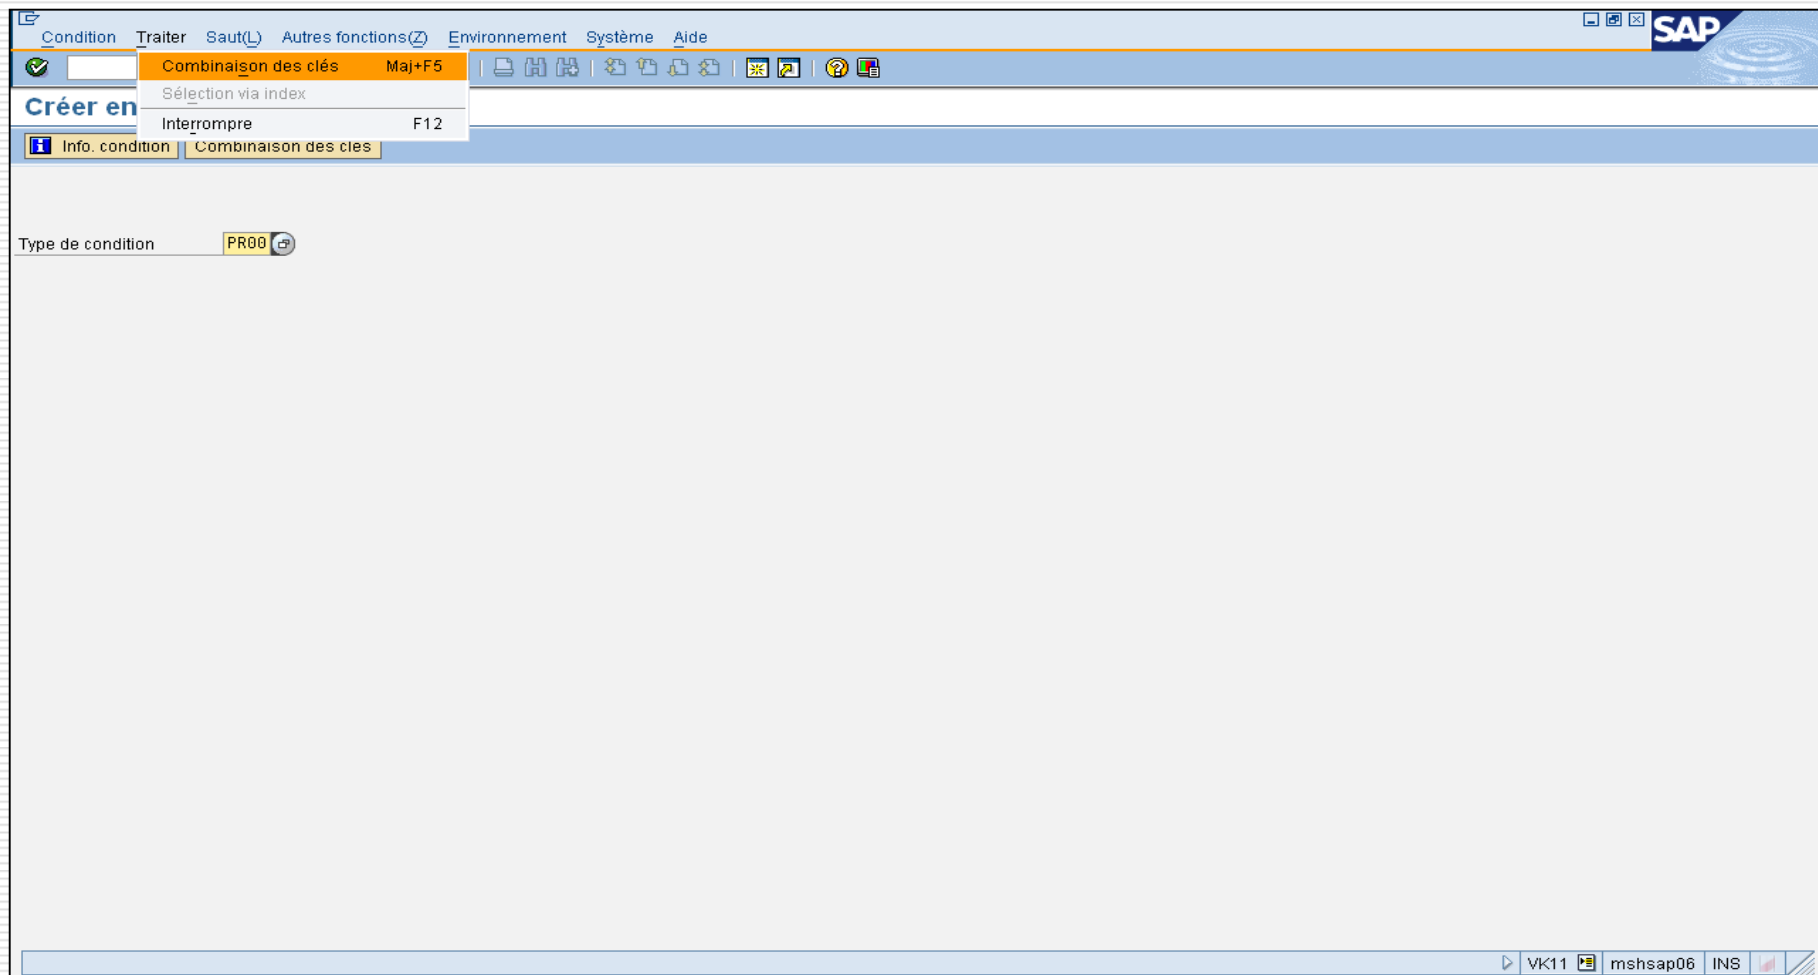 Condition Traiter Saut(L) Autres fonctions(Z) Environnement Système Aide
SAP
Combinaison des clés Maj+F5
Sélection via index
Créer en
Interrompre F12
Info. condition Combinaison des clés
Type de condition PR00
VK11 mshsap06 INS